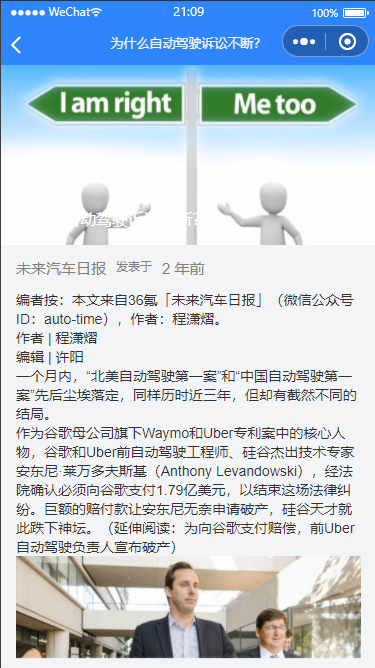 WeChat
21:09
100%
为什么自动驾驶诉讼不断?
I am right
Me too
未来汽车日报 发表于 2 年前
编者按：本文来自36氪「未来汽车日报」（微信公众号
ID：auto-time），作者：程潇熠。
作者 | 程潇熠
编辑 | 许阳
一个月内，“北美自动驾驶第一案”和“中国自动驾驶第一
案”先后尘埃落定，同样历时近三年，但却有截然不同的
结局。
作为谷歌母公司旗下Waymo和Uber专利案中的核心人
物，谷歌和Uber前自动驾驶工程师、硅谷杰出技术专家
安东尼·莱万多夫斯基（Anthony Levandowski），经法
院确认必须向谷歌支付1.79亿美元，以结束这场法律纠
纷。巨额的赔付款让安东尼无奈申请破产，硅谷天才就
此跌下神坛。（延伸阅读：为向谷歌支付赔偿，前Uber
自动驾驶负责人宣布破产）